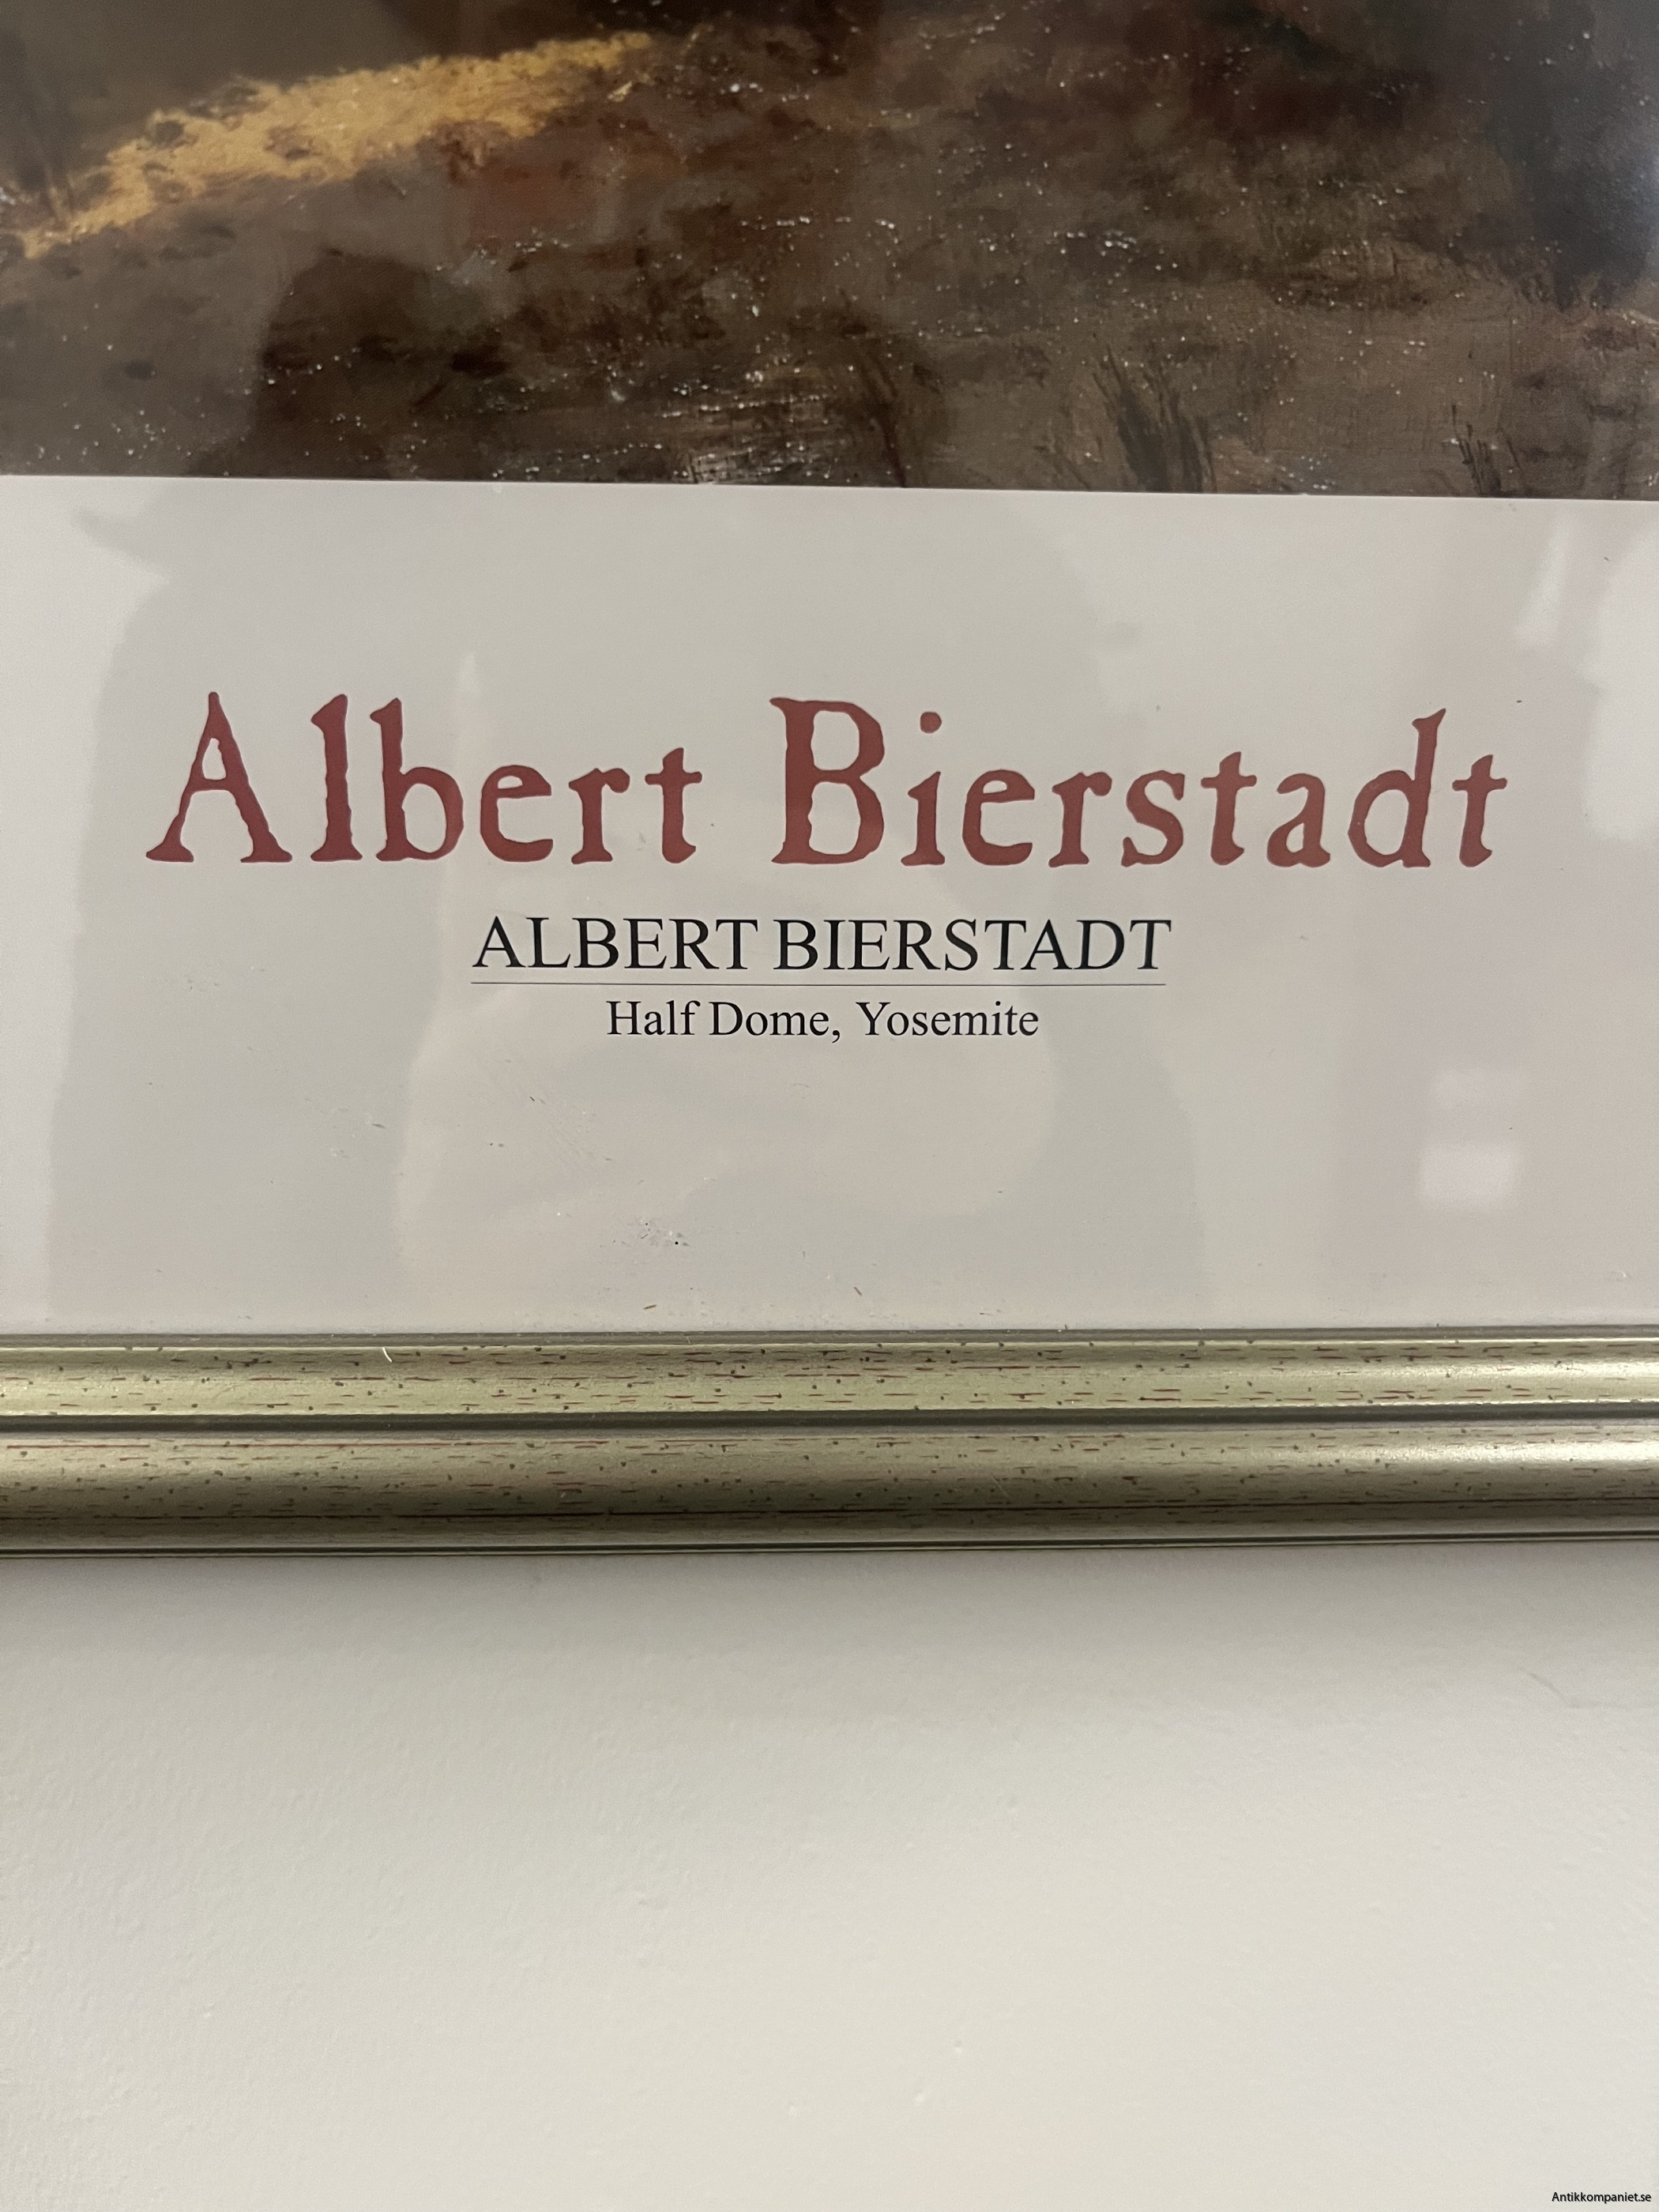 Albert Bierstadt
ALBERT BIERSTADT
Half Dome, Yosemite
Antikkompaniet.se